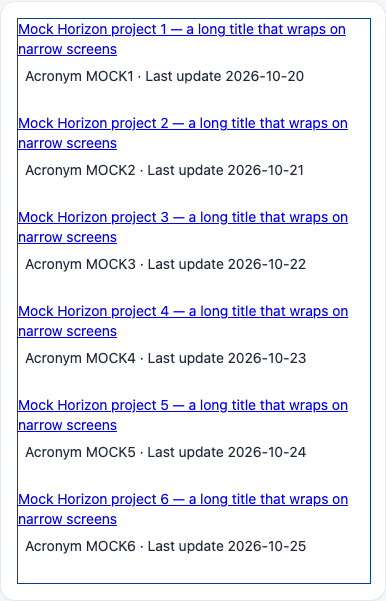 Mock Horizon project 1 — a long title that wraps on
narrow screens
Acronym MOCK1 · Last update 2026-10-20
Mock Horizon project 2 — a long title that wraps on
narrow screens
Acronym MOCK2 · Last update 2026-10-21
Mock Horizon project 3 — a long title that wraps on
narrow screens
Acronym MOCK3 · Last update 2026-10-22
Mock Horizon project 4 — a long title that wraps on
narrow screens
Acronym MOCK4 · Last update 2026-10-23
Mock Horizon project 5 — a long title that wraps on
narrow screens
Acronym MOCK5 · Last update 2026-10-24
Mock Horizon project 6 — a long title that wraps on
narrow screens
Acronym MOCK6 · Last update 2026-10-25